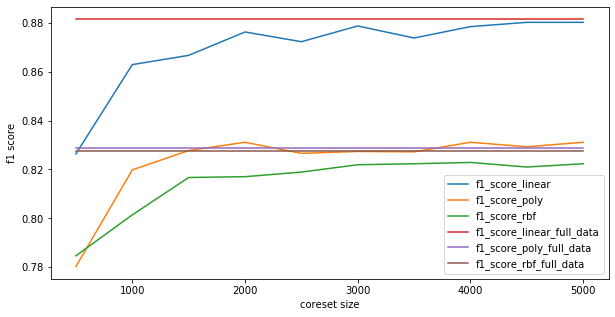 0.88
0.86
0.84
0.82
0.80
0.78
f1 score
1000 2000 3000 4000 5000
coreset size
f1_score_linear
f1_score_poly
f1_score_rbf
f1_score_linear_full_data
f1_score_poly_full_data
f1_score_rbf_full_data